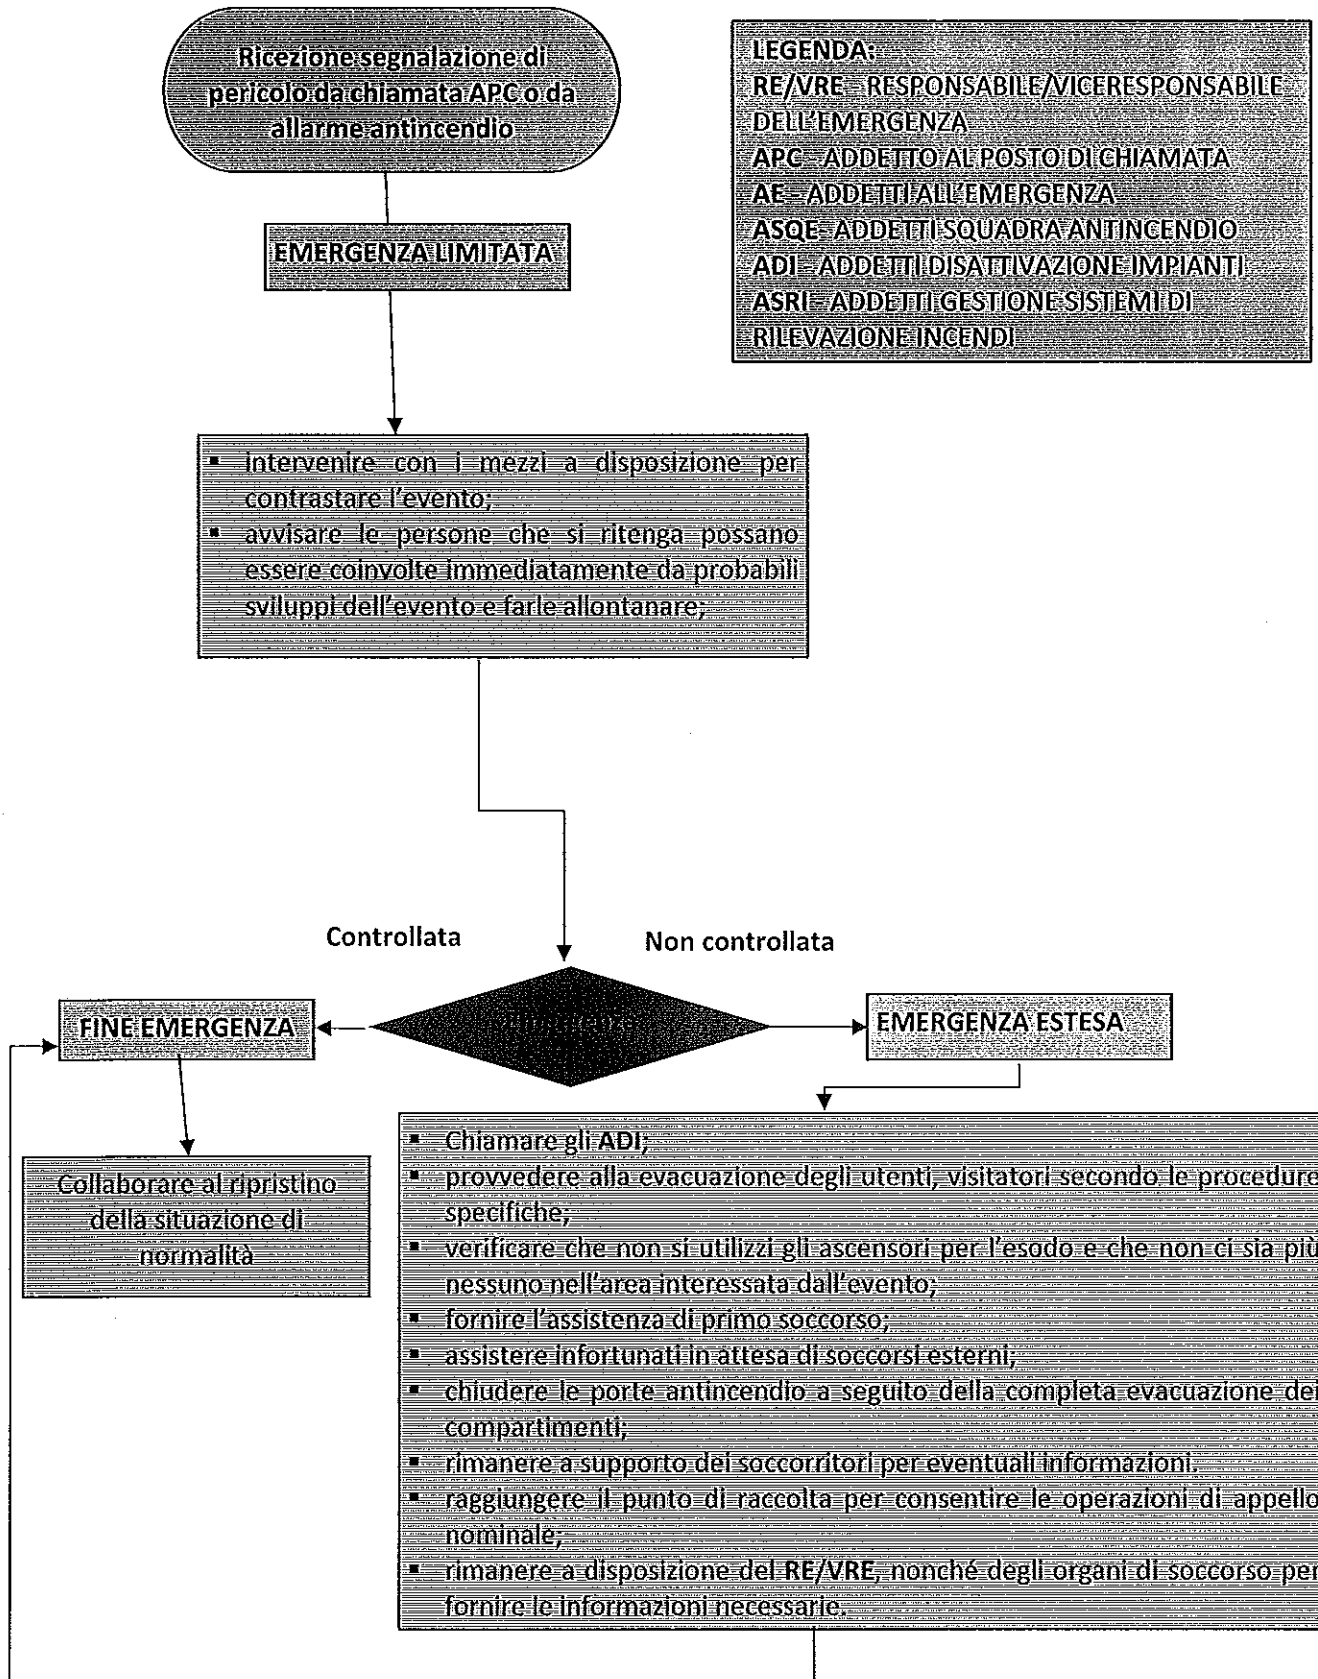 Ricezione segnalazione di
pericolo da chiamata APC o da
allarme antincendio
LEGENDA:
RE/VRE - RESPONSABILE/VICERESPONSABILE
DELL'EMERGENZA
APC - ADDETTO AL POSTO DI CHIAMATA
AE - ADDETTI ALL'EMERGENZA
ASQE- ADDETTI SQUADRA ANTINCENDIO
ADI - ADDETTI DISATTIVAZIONE IMPIANTI
ASRI - ADDETTI GESTIONE SISTEMI DI
RILEVAZIONE INCENDI
EMERGENZA LIMITATA
▪ intervenire con i mezzi a disposizione per
contrastare l'evento;
▪ avvisare le persone che si ritenga possano
essere coinvolte immediatamente da probabili
sviluppi dell'evento e farle allontanare;
Controllata
Non controllata
FINE EMERGENZA
EMERGENZA ESTESA
Collaborare al ripristino
della situazione di
normalità
▪ Chiamare gli ADI;
▪ provvedere alla evacuazione degli utenti, visitatori secondo le procedure
specifiche;
▪ verificare che non si utilizzi gli ascensori per l'esodo e che non ci sia più
nessuno nell'area interessata dall'evento;
▪ fornire l'assistenza di primo soccorso;
▪ assistere infortunati in attesa di soccorsi esterni;
▪ chiudere le porte antincendio a seguito della completa evacuazione dei
compartimenti;
▪ rimanere a supporto dei soccorritori per eventuali informazioni.
▪ raggiungere il punto di raccolta per consentire le operazioni di appello
nominale;
▪ rimanere a disposizione del RE/VRE, nonché degli organi di soccorso per
fornire le informazioni necessarie.